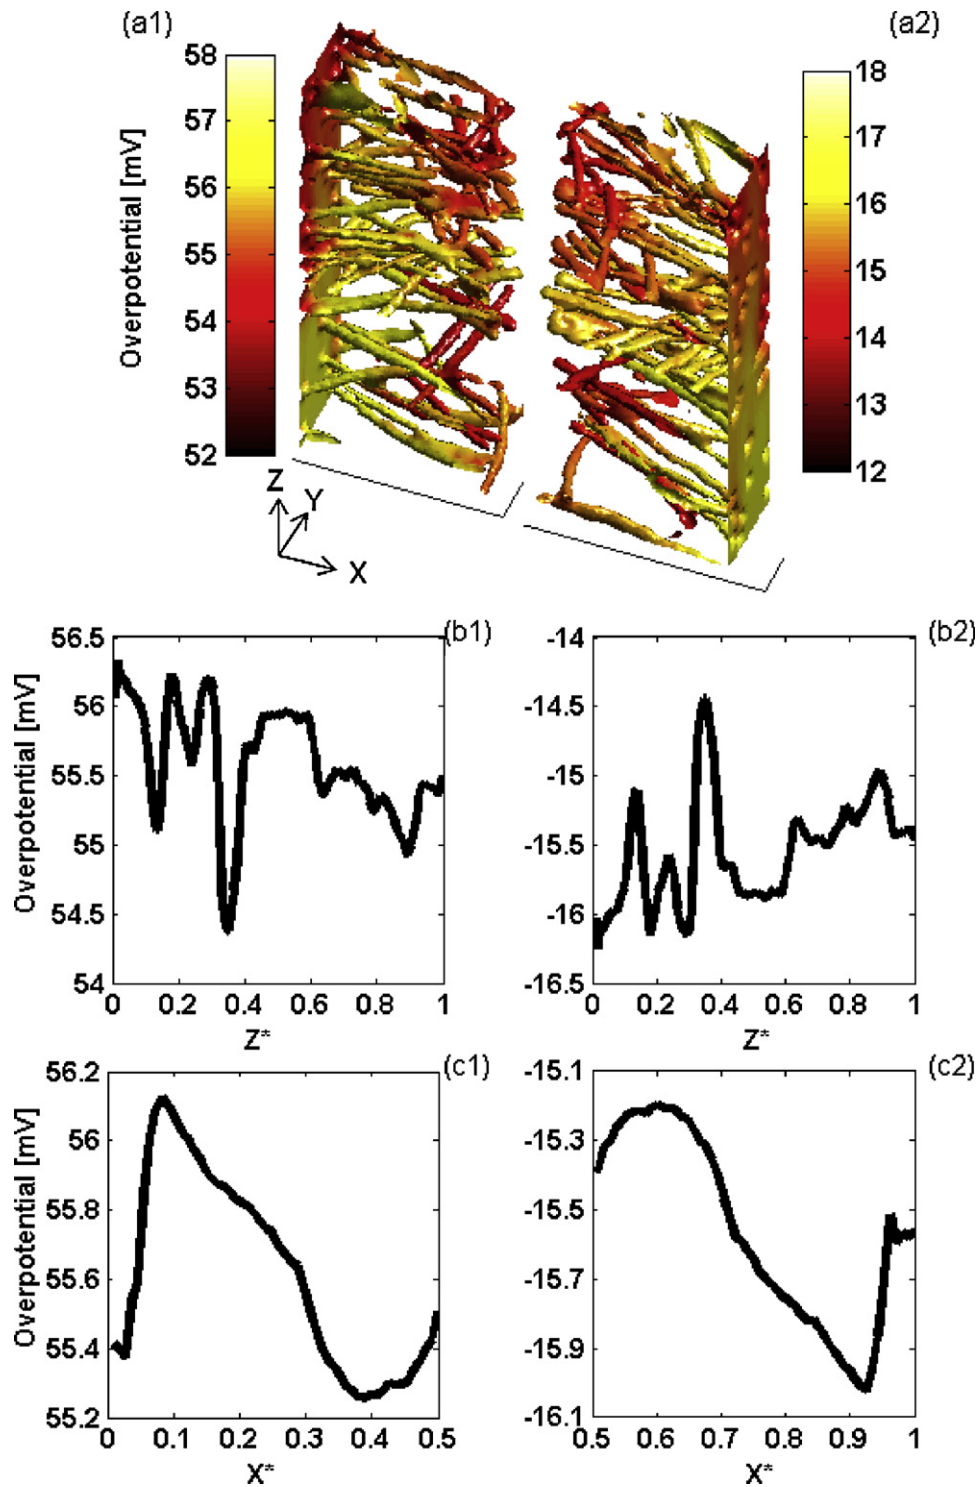 (a1)
(a2)
Overpotential [mV]
58
57
56
55
54
53
52
18
17
16
15
14
13
12
Z
Y
X
(b1)
Overpotential [mV]
56.5
56
55.5
55
54.5
54
0 0.2 0.4 0.6 0.8 1
Z*
(b2)
-14
-14.5
-15
-15.5
-16
-16.5
0 0.2 0.4 0.6 0.8 1
Z*
(c1)
Overpotential [mV]
56.2
56
55.8
55.6
55.4
55.2
0 0.1 0.2 0.3 0.4 0.5
X*
(c2)
-15.1
-15.3
-15.5
-15.7
-15.9
-16.1
0.5 0.6 0.7 0.8 0.9 1
X*